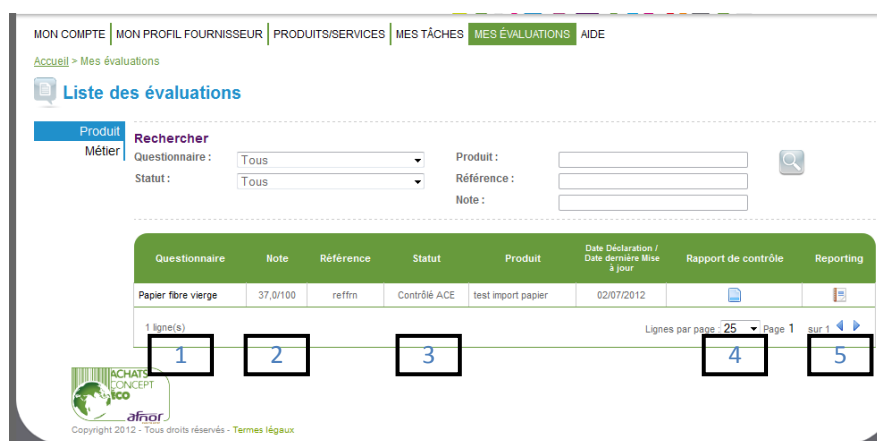 MON COMPTE MON PROFIL FOURNISSEUR PRODUITS/SERVICES MES TÂCHES MES ÉVALUATIONS AIDE
Accueil > Mes évaluations
Liste des évaluations
Produit
Métier
Rechercher
Questionnaire : Tous Produit :
Statut : Tous Référence :
Note :
Questionnaire Note Référence Statut Produit Date Déclaration / Date dernière Mise à jour Rapport de contrôle Reporting
Papier fibre vierge 37,0/100 reffrn Contrôlé ACE test import papier 02/07/2012
1 ligne(s) Lignes par page : 25 Page 1 sur 1
1 2 3 4 5
ACHATS
CONCEPT
éco
afnor
Copyright 2012 - Tous droits réservés - Termes légaux